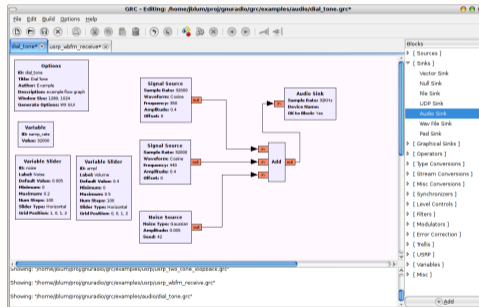 GRC - Editing: /home/jblum/proj/gnuradio/grc/examples/audio/dial_tone.grc*
File Edit Build Options Help
dial_tone*
usrp_wbfm_receive*
Options
ID: dial_tone
Title: Dial Tone
Author: Example
Description: example flow graph
Window Size: 1280, 1024
Generate Options: WX GUI
Variable
ID: samp_rate
Value: 32000
Variable Slider
ID: noise
Label: Noise
Default Value: 0.005
Minimum: 0
Maximum: 0.2
Num Steps: 100
Slider Type: Horizontal
Grid Position: 1, 0, 1, 2
Variable Slider
ID: ampl
Label: Volume
Default Value: 0.4
Minimum: 0
Maximum: 0.5
Num Steps: 100
Slider Type: Horizontal
Grid Position: 0, 0, 1, 2
Signal Source
Sample Rate: 32000
Waveform: Cosine
Frequency: 350
Amplitude: 0.4
Offset: 0
out
Signal Source
Sample Rate: 32000
Waveform: Cosine
Frequency: 440
Amplitude: 0.4
Offset: 0
out
Noise Source
Noise Type: Gaussian
Amplitude: 0.005
Seed: 42
out
in
in
in
Add
out
in
Audio Sink
Sample Rate: 32KHz
Device Name:
OK to Block: Yes
Blocks
[ Sources ]
[ Sinks ]
Vector Sink
Null Sink
File Sink
UDP Sink
Audio Sink
Wav File Sink
Pad Sink
[ Graphical Sinks ]
[ Operators ]
[ Type Conversions ]
[ Stream Conversions ]
[ Misc Conversions ]
[ Synchronizers ]
[ Level Controls ]
[ Filters ]
[ Modulators ]
[ Error Correction ]
[ Trellis ]
[ USRP ]
[ Variables ]
[ Misc ]
Add
Showing: "/home/jblum/proj/gnuradio/grc/examples/usrp/usrp_two_tone_loopback.grc"
Showing: "/home/jblum/proj/gnuradio/grc/examples/usrp/usrp_wbfm_receive.grc"
Showing: "/home/jblum/proj/gnuradio/grc/examples/audio/dial_tone.grc"